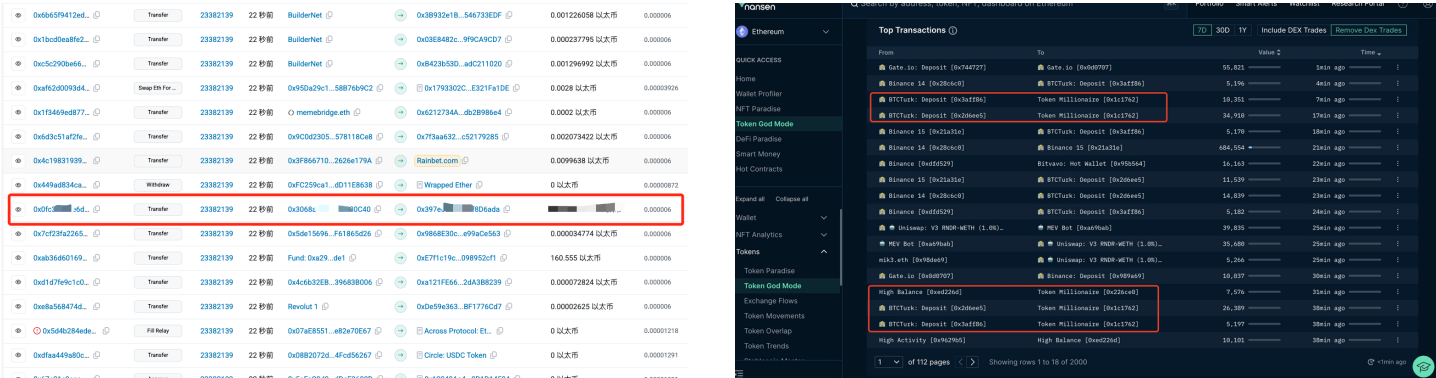 0x6b65f9412ed... Transfer 23382139 22 秒前 BuilderNet 0x3B932e1B...546733EDF 0.001226058 以太币 0.000006
0x1bcd0ea8fe2... Transfer 23382139 22 秒前 BuilderNet 0x03E8482c...9f9CA9CD7 0.000237795 以太币 0.000006
0xc5c290be66... Transfer 23382139 22 秒前 BuilderNet 0xB423b53D...adC211020 0.001296992 以太币 0.000006
0xaf62d0093d4... Swap Eth For ... 23382139 22 秒前 0x95Da29c1...58B76b9C2 0x1793302C...E321Fa1DE 0.0028 以太币 0.00003926
0x1f3469ed877... Transfer 23382139 22 秒前 memebridge.eth 0x6212734A...db2B986e4 0.0002 以太币 0.000006
0x6d3c51af2fe... Transfer 23382139 22 秒前 0x9C0d2305...578118Ce8 0x7f3aa632...c52179285 0.002073422 以太币 0.000006
0x4c19831939... Transfer 23382139 22 秒前 0x3F866710...2626e179A Rainbet.com 0.0099638 以太币 0.000006
0x449ad834ca... Withdraw 23382139 22 秒前 0xFC259ca1...dD11E8638 Wrapped Ether 0 以太币 0.00000872
Transfer 23382139 22 秒前 0.000006
0x7cf23fa2265... Transfer 23382139 22 秒前 0x5de15696...F61865d26 0x9868E30c...e99aCe563 0.000034774 以太币 0.000006
0xab36d60169... Transfer 23382139 22 秒前 Fund: 0xa29...de1 0xE7f1c19c...098952cf1 160.555 以太币 0.000006
0xd1d7fe9c1c0... Transfer 23382139 22 秒前 0x4c6b32EB...39683B006 0xa121FE66...2dA3B8239 0.000072824 以太币 0.000006
0xe8a568474d... Transfer 23382139 22 秒前 Revolut 1 0xDe59e363...BF1776Cd7 0.00002625 以太币 0.000006
0x5d4b284ede... Fill Relay 23382139 22 秒前 0x07aE8551...e82e70E67 Across Protocol: Et... 0 以太币 0.00001218
0xdfaa449a80c... Transfer 23382139 22 秒前 0x08B2072d...4Fcd56267 Circle: USDC Token 0 以太币 0.00001291
nansen
Search by address, token, NFT, dashboard on Ethereum
Portfolio Smart Alerts Watchlist Research Portal
Ethereum
QUICK ACCESS
Home
Wallet Profiler
NFT Paradise
Token God Mode
DeFi Paradise
Smart Money
Hot Contracts
Expand all Collapse all
Wallet
NFT Analytics
Tokens
Token Paradise
Token God Mode
Exchange Flows
Token Movements
Token Overlap
Token Trends
Top Transactions
7D 30D 1Y Include DEX Trades Remove Dex Trades
From To Value Time
Gate.io: Deposit [0x744727] Gate.io [0x0d0707] 55,821 1min ago
Binance 14 [0x28c6c0] BTCTurk: Deposit [0x3aff86] 5,196 4min ago
BTCTurk: Deposit [0x3aff86] Token Millionaire [0x1c1762] 10,351 7min ago
BTCTurk: Deposit [0x2d6ee5] Token Millionaire [0x1c1762] 34,910 17min ago
Binance 15 [0x21a31e] BTCTurk: Deposit [0x3aff86] 5,170 18min ago
Binance 14 [0x28c6c0] Binance 15 [0x21a31e] 684,554 21min ago
Binance [0xdfd529] Bitvavo: Hot Wallet [0x95b564] 16,163 22min ago
Binance 15 [0x21a31e] BTCTurk: Deposit [0x2d6ee5] 11,539 23min ago
Binance 14 [0x28c6c0] BTCTurk: Deposit [0x2d6ee5] 14,839 23min ago
Binance [0xdfd529] BTCTurk: Deposit [0x3aff86] 5,182 24min ago
Uniswap: V3 RNDR-WETH (1.0%)... MEV Bot [0xa69bab] 39,835 25min ago
MEV Bot [0xa69bab] Uniswap: V3 RNDR-WETH (1.0%)... 35,680 25min ago
mik3.eth [0x98de69] Uniswap: V3 RNDR-WETH (1.0%)... 5,266 25min ago
Gate.io [0x0d0707] Binance: Deposit [0x989a69] 10,037 30min ago
High Balance [0xed226d] Token Millionaire [0x226ce0] 7,576 31min ago
BTCTurk: Deposit [0x2d6ee5] Token Millionaire [0x1c1762] 26,389 38min ago
BTCTurk: Deposit [0x3aff86] Token Millionaire [0x1c1762] 5,197 38min ago
High Activity [0x9629b5] High Balance [0xed226d] 10,101 38min ago
1 of 112 pages Showing rows 1 to 18 of 2000
<1min ago